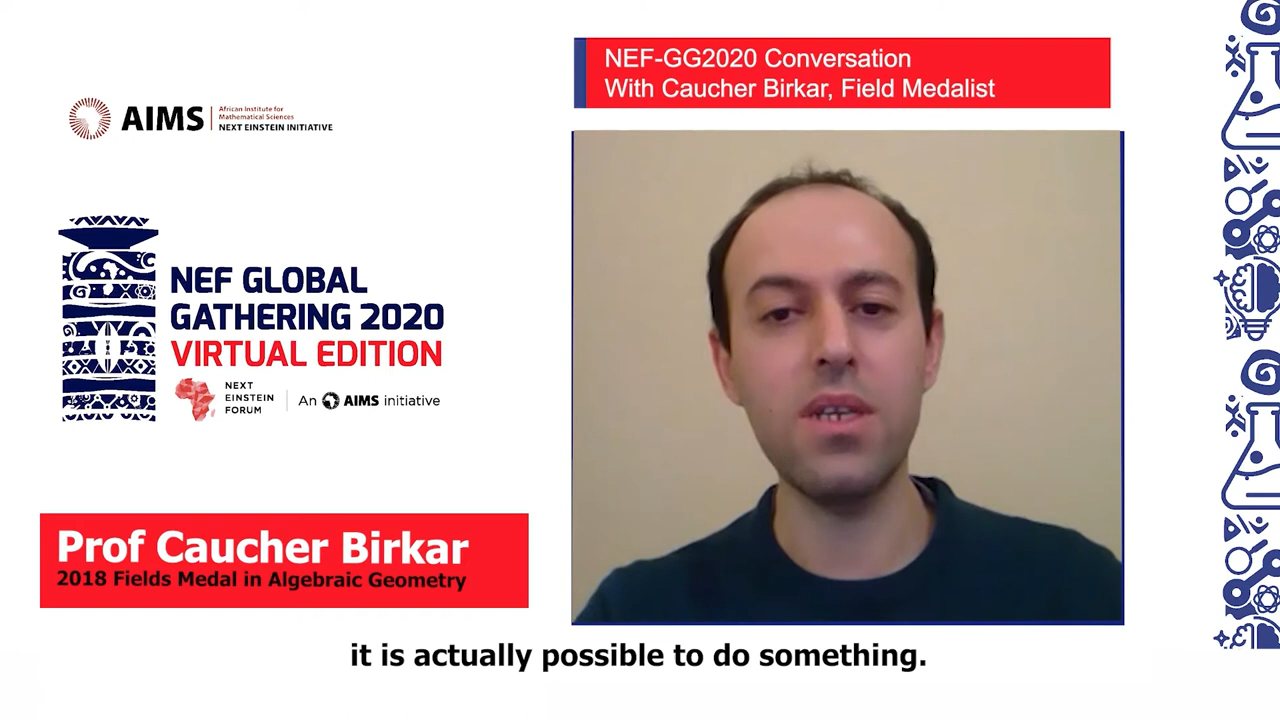 NEF-GG2020 Conversation
With Caucher Birkar, Field Medalist
AIMS
African Institute for
Mathematical Sciences
NEXT EINSTEIN INITIATIVE
NEF GLOBAL
GATHERING 2020
VIRTUAL EDITION
NEXT
EINSTEIN
FORUM
An AIMS initiative
Prof Caucher Birkar
2018 Fields Medal in Algebraic Geometry
it is actually possible to do something.